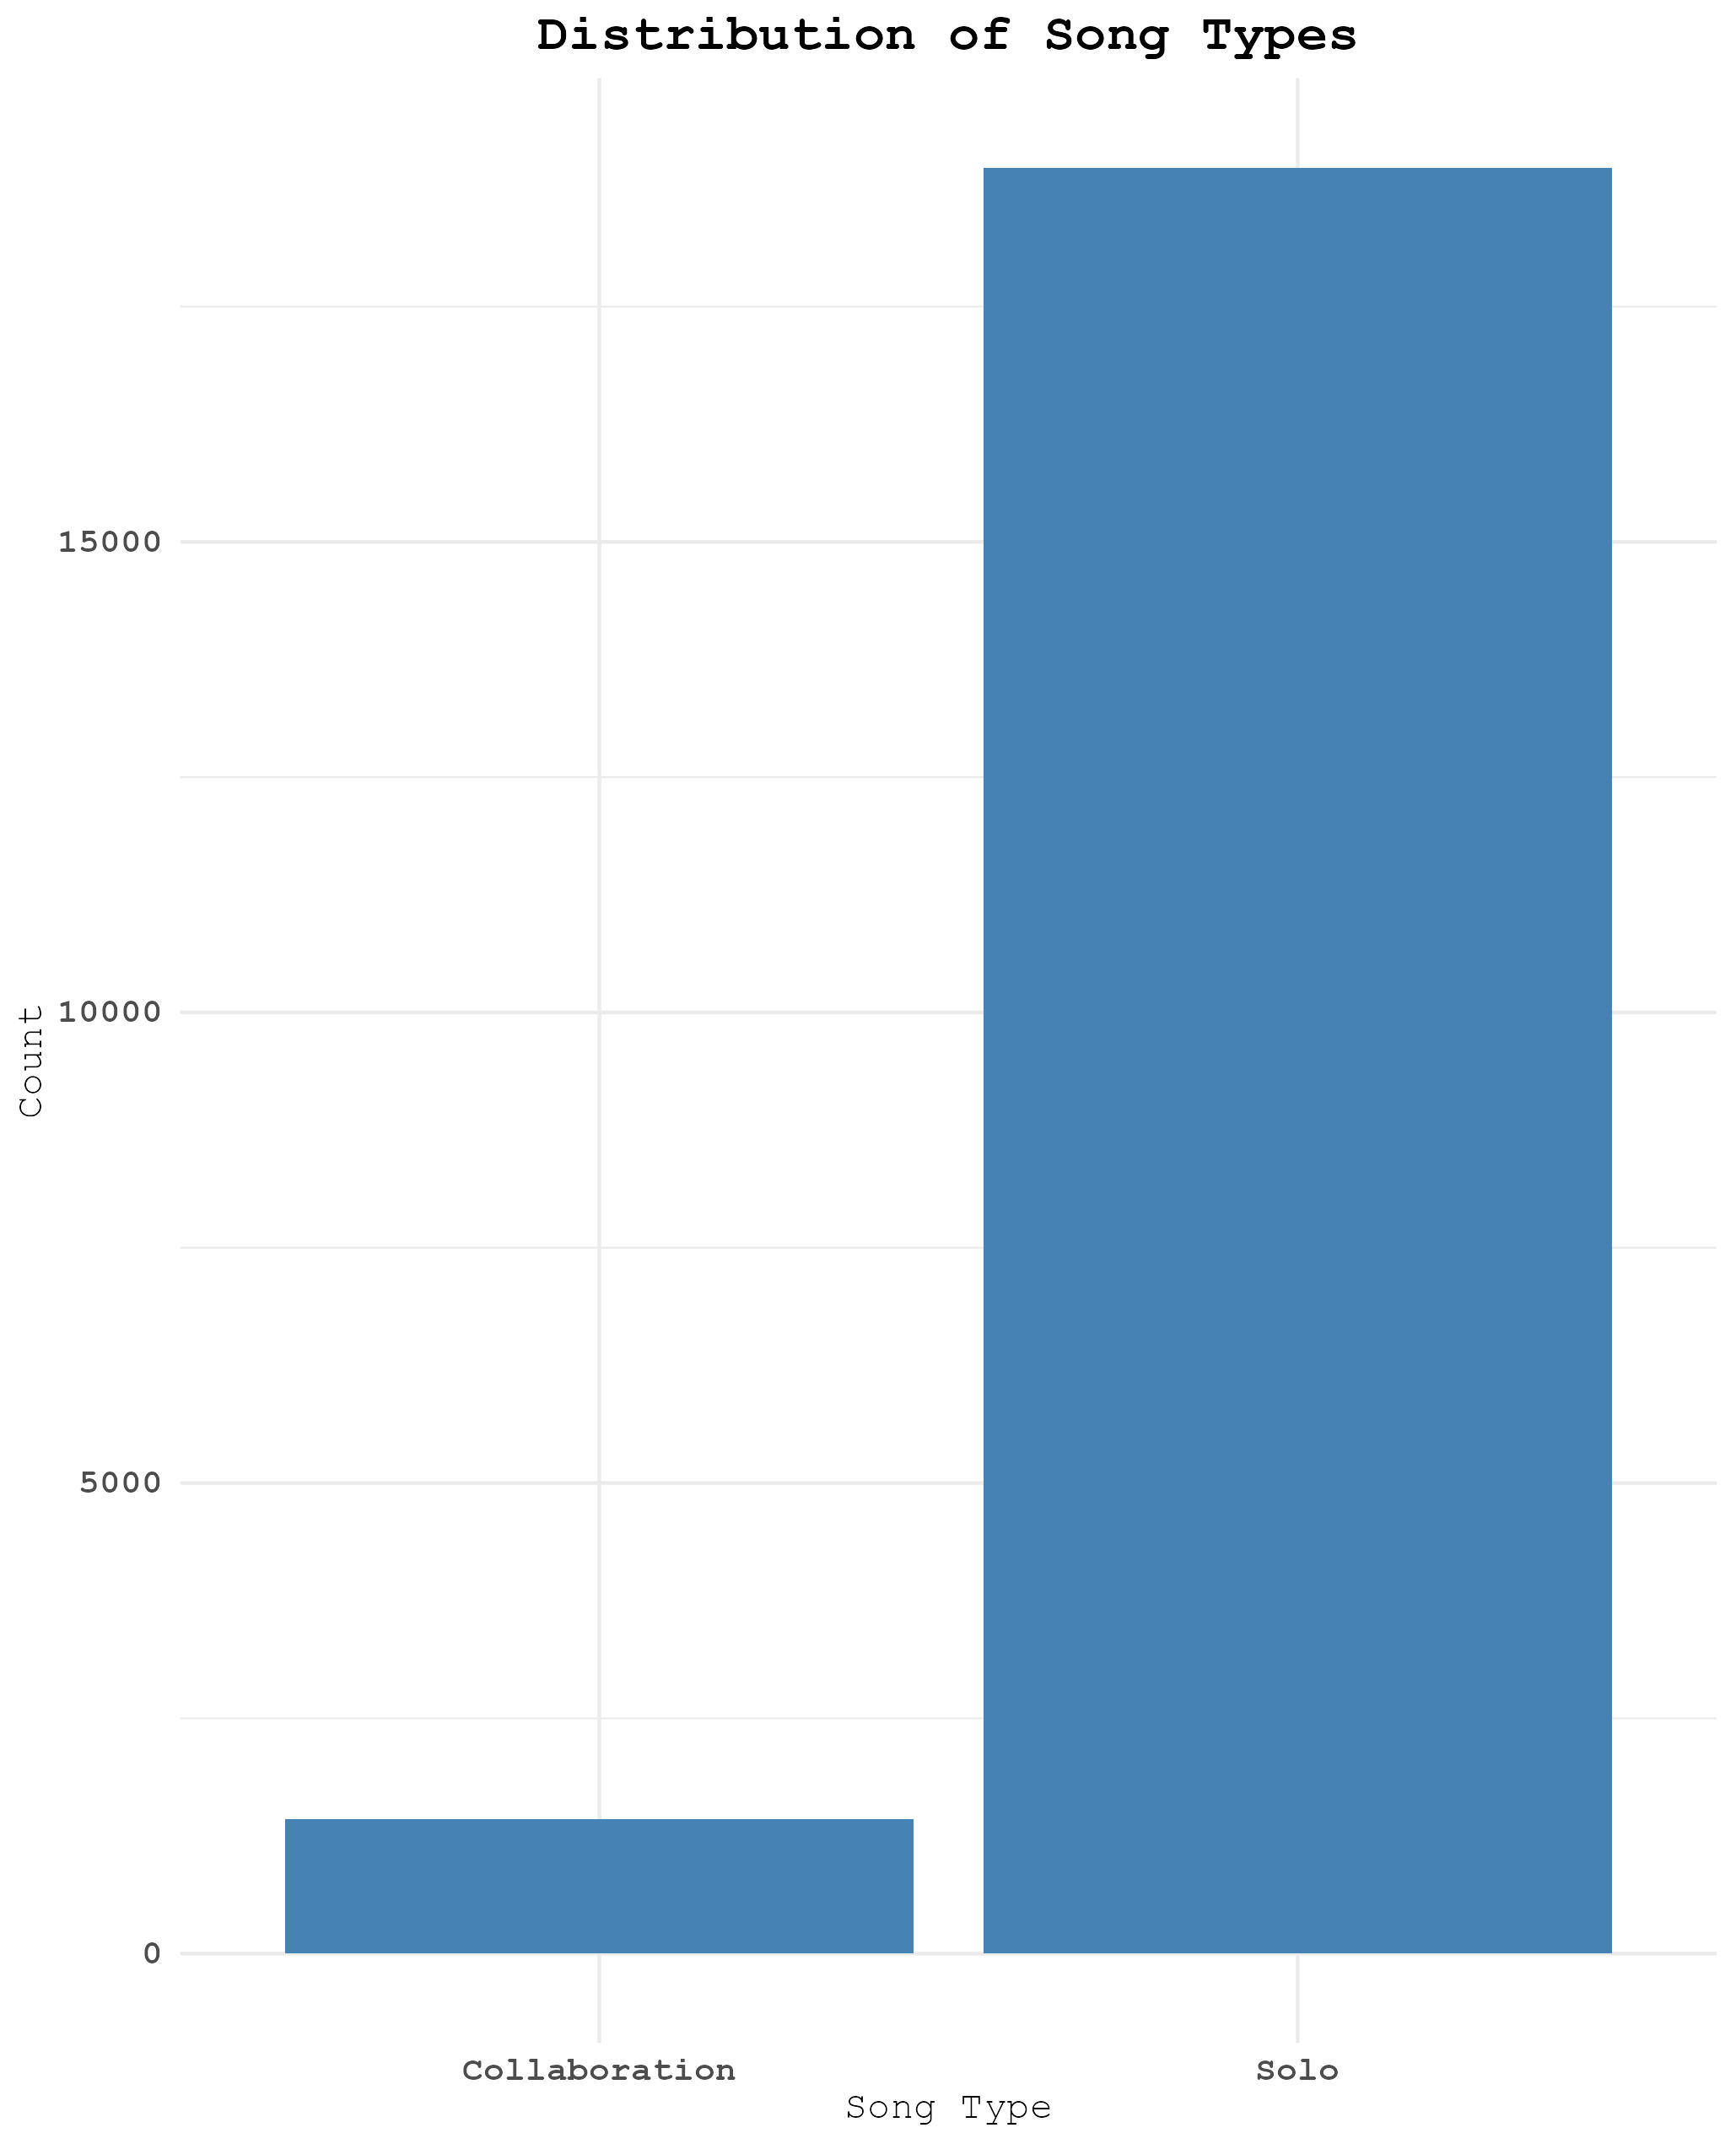 Distribution of Song Types
Count
15000
10000
5000
0
Collaboration
Solo
Song Type